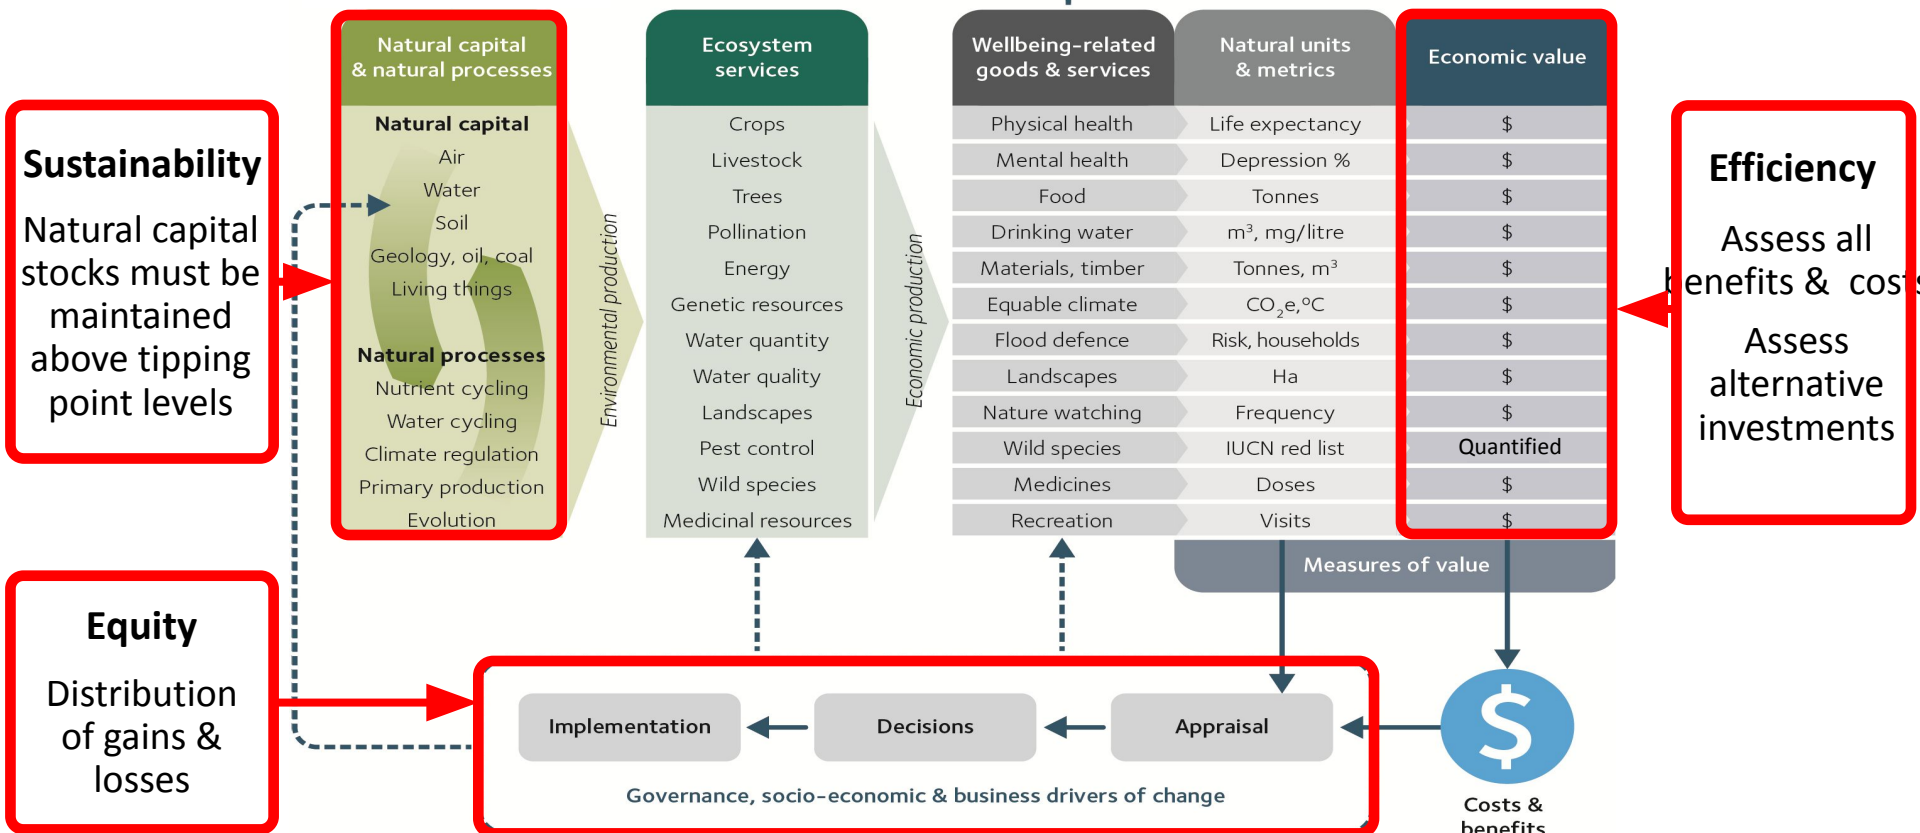 Sustainability
Natural capital
stocks must be
maintained
above tipping
point levels
Equity
Distribution
of gains &
losses
Natural capital
& natural processes
Natural capital
Air
Water
Soil
Geology, oil, coal
Living things
Natural processes
Nutrient cycling
Water cycling
Climate regulation
Primary production
Evolution
Environmental production
Ecosystem
services
Crops
Livestock
Trees
Pollination
Energy
Genetic resources
Water quantity
Water quality
Landscapes
Pest control
Wild species
Medicinal resources
Economic production
Wellbeing-related
goods & services
Physical health
Mental health
Food
Drinking water
Materials, timber
Equable climate
Flood defence
Landscapes
Nature watching
Wild species
Medicines
Recreation
Natural units
& metrics
Life expectancy
Depression %
Tonnes
m³, mg/litre
Tonnes, m³
CO₂e,ºC
Risk, households
Ha
Frequency
IUCN red list
Doses
Visits
Economic value
$
$
$
$
$
$
$
$
$
Quantified
$
$
Measures of value
Efficiency
Assess all
benefits & costs
Assess
alternative
investments
Implementation
Decisions
Appraisal
Governance, socio-economic & business drivers of change
$
Costs &
benefits